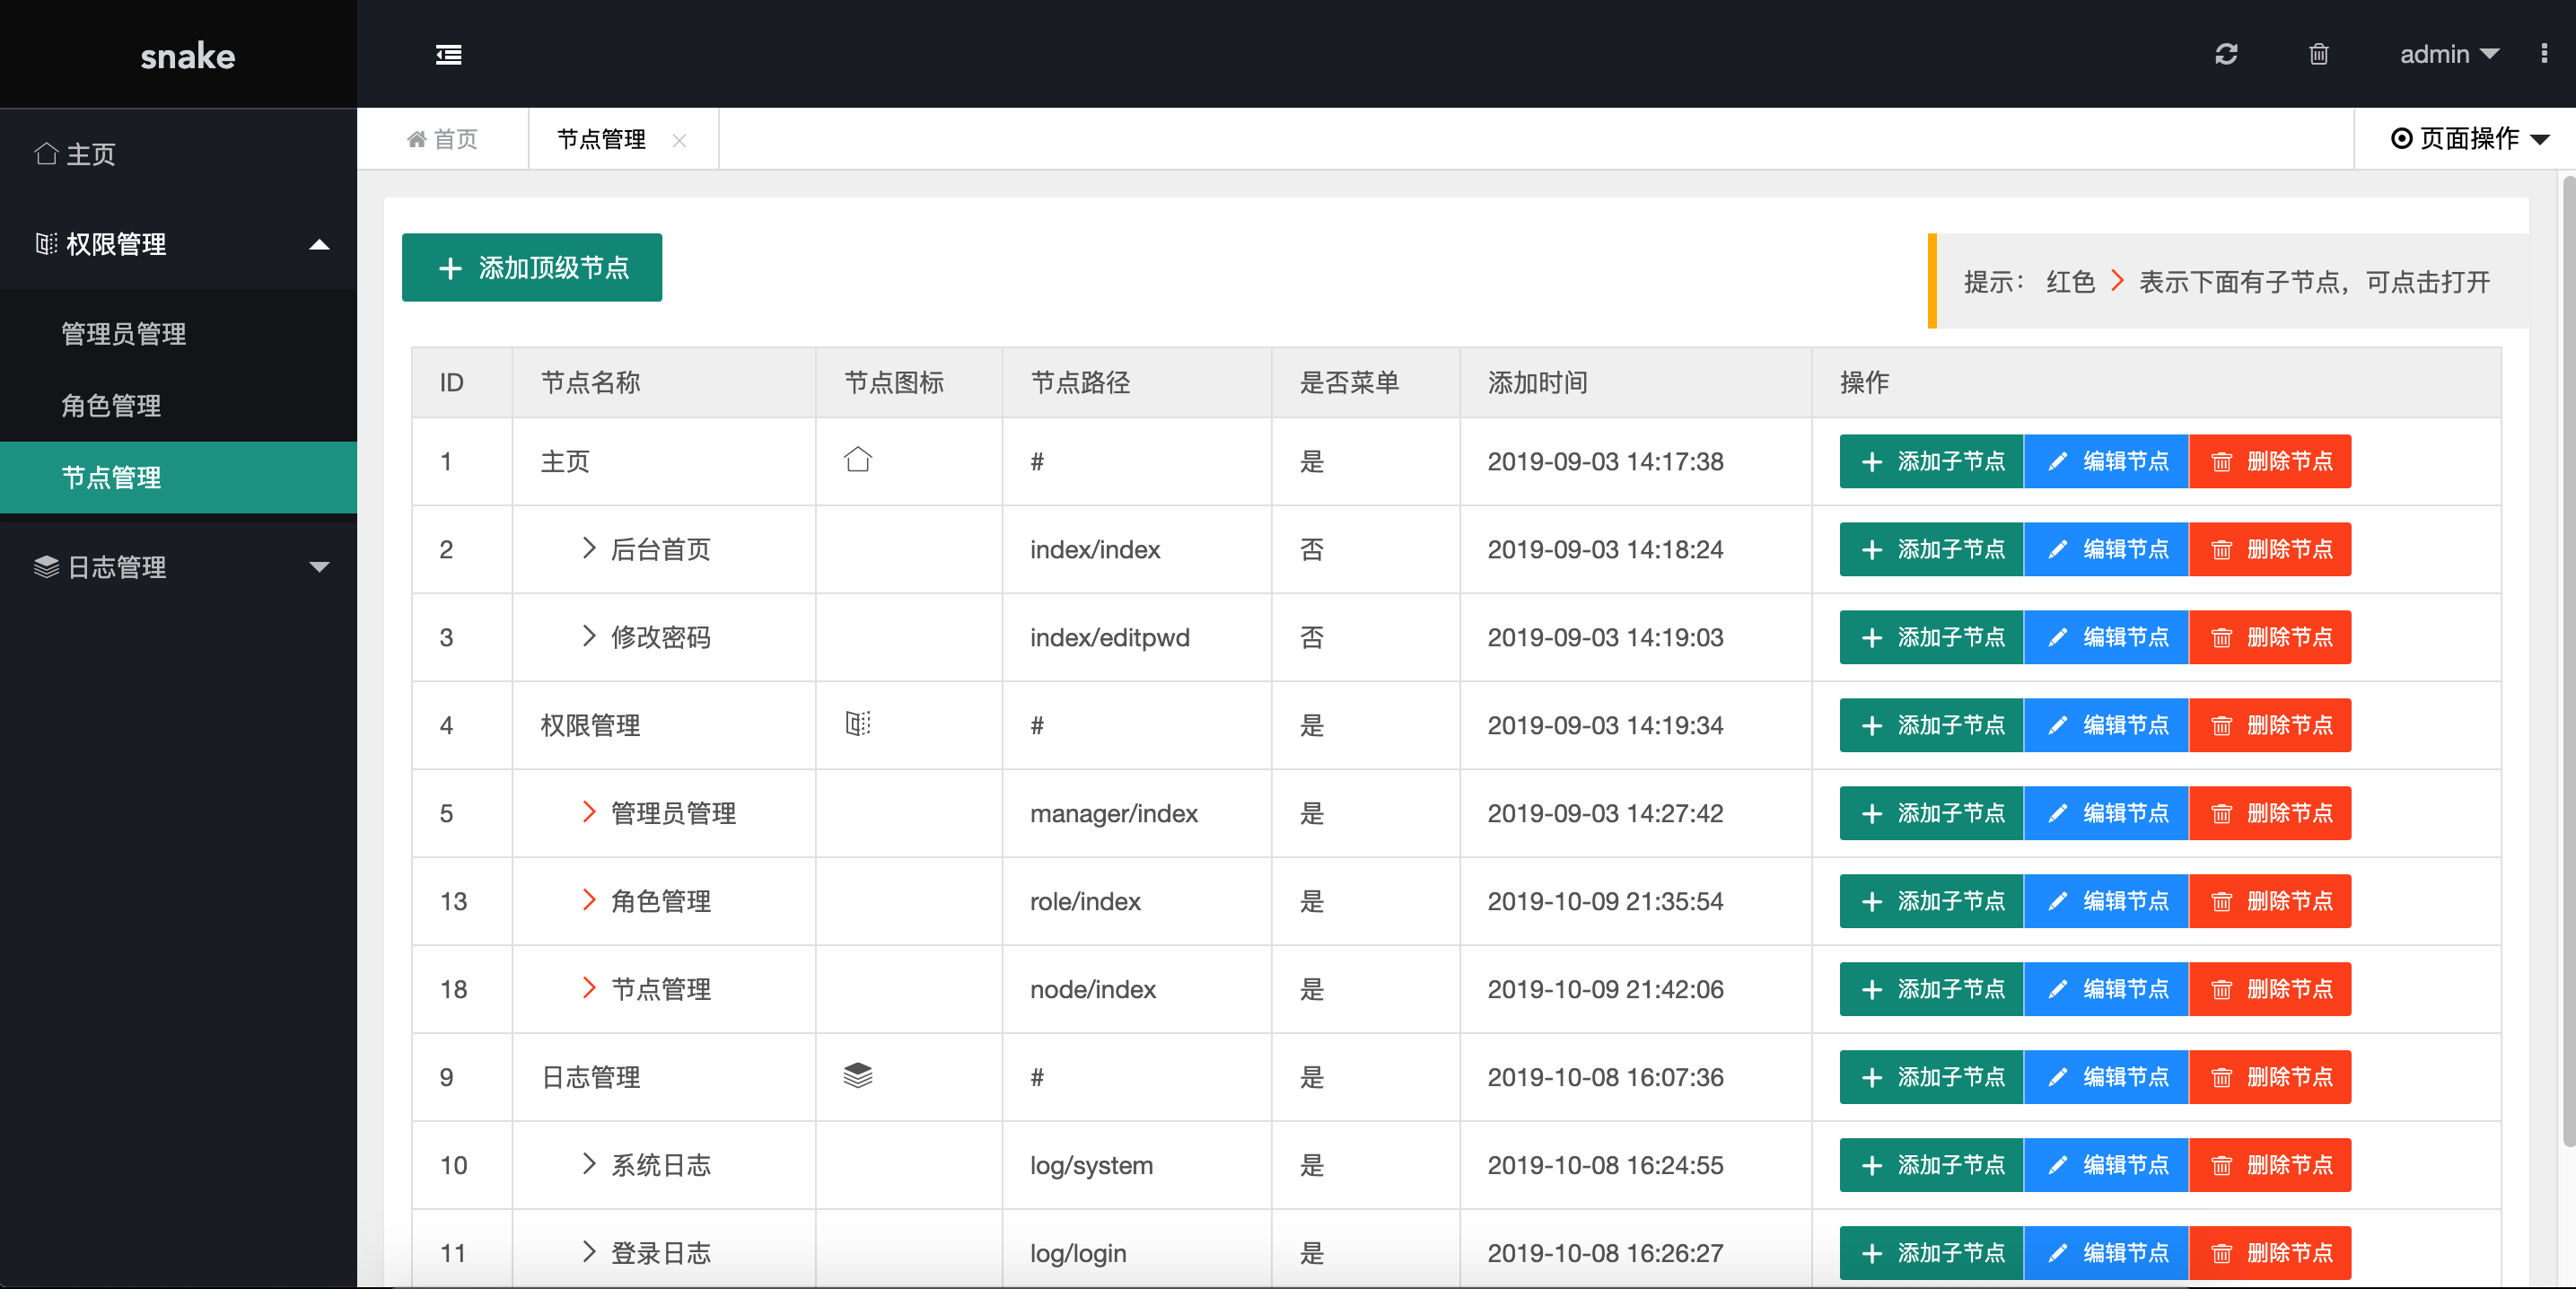 snake
admin
主页
权限管理
管理员管理
角色管理
节点管理
日志管理
首页
节点管理
页面操作
添加顶级节点
提示： 红色 > 表示下面有子节点，可点击打开
ID 节点名称 节点图标 节点路径 是否菜单 添加时间 操作
1 主页 # 是 2019-09-03 14:17:38 添加子节点 编辑节点 删除节点
2 > 后台首页 index/index 否 2019-09-03 14:18:24 添加子节点 编辑节点 删除节点
3 > 修改密码 index/editpwd 否 2019-09-03 14:19:03 添加子节点 编辑节点 删除节点
4 权限管理 # 是 2019-09-03 14:19:34 添加子节点 编辑节点 删除节点
5 > 管理员管理 manager/index 是 2019-09-03 14:27:42 添加子节点 编辑节点 删除节点
13 > 角色管理 role/index 是 2019-10-09 21:35:54 添加子节点 编辑节点 删除节点
18 > 节点管理 node/index 是 2019-10-09 21:42:06 添加子节点 编辑节点 删除节点
9 日志管理 # 是 2019-10-08 16:07:36 添加子节点 编辑节点 删除节点
10 > 系统日志 log/system 是 2019-10-08 16:24:55 添加子节点 编辑节点 删除节点
11 > 登录日志 log/login 是 2019-10-08 16:26:27 添加子节点 编辑节点 删除节点